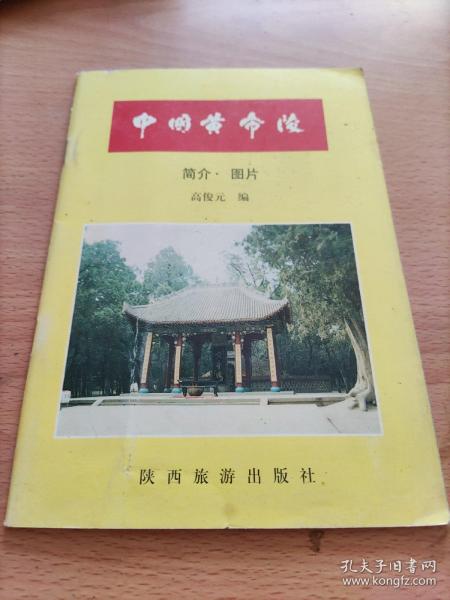 中国黄帝陵
简介·图片
高俊元 编
陕西旅游出版社
孔夫子旧书网
www.kongfz.com